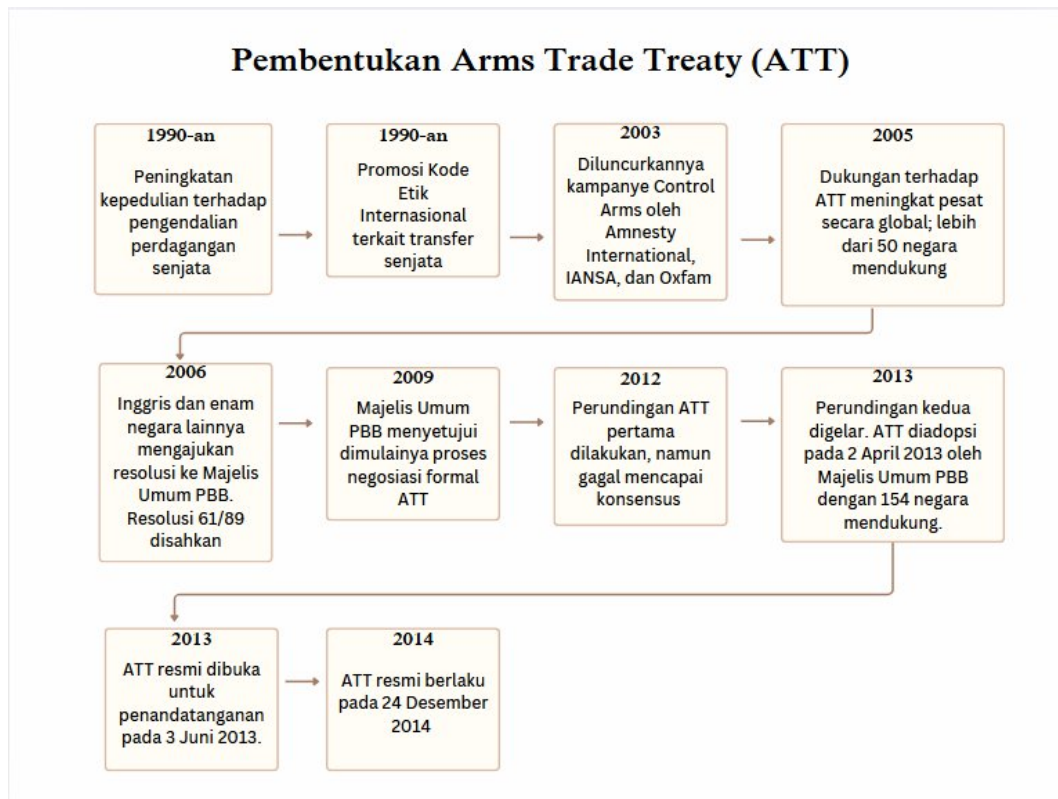 Pembentukan Arms Trade Treaty (ATT)
1990-an
Peningkatan
kepedulian terhadap
pengendalian
perdagangan
senjata
1990-an
Promosi Kode
Etik
Internasional
terkait transfer
senjata
2003
Diluncurkannya
kampanye Control
Arms oleh
Amnesty
International,
IANSA, dan Oxfam
2005
Dukungan terhadap
ATT meningkat pesat
secara global; lebih
dari 50 negara
mendukung
2006
Inggris dan enam
negara lainnya
mengajukan
resolusi ke Majelis
Umum PBB.
Resolusi 61/89
disahkan
2009
Majelis Umum
PBB menyetujui
dimulainya proses
negosiasi formal
ATT
2012
Perundingan ATT
pertama
dilakukan, namun
gagal mencapai
konsensus
2013
Perundingan kedua
digelar. ATT diadopsi
pada 2 April 2013 oleh
Majelis Umum PBB
dengan 154 negara
mendukung.
2013
ATT resmi dibuka
untuk
penandatanganan
pada 3 Juni 2013.
2014
ATT resmi berlaku
pada 24 Desember
2014